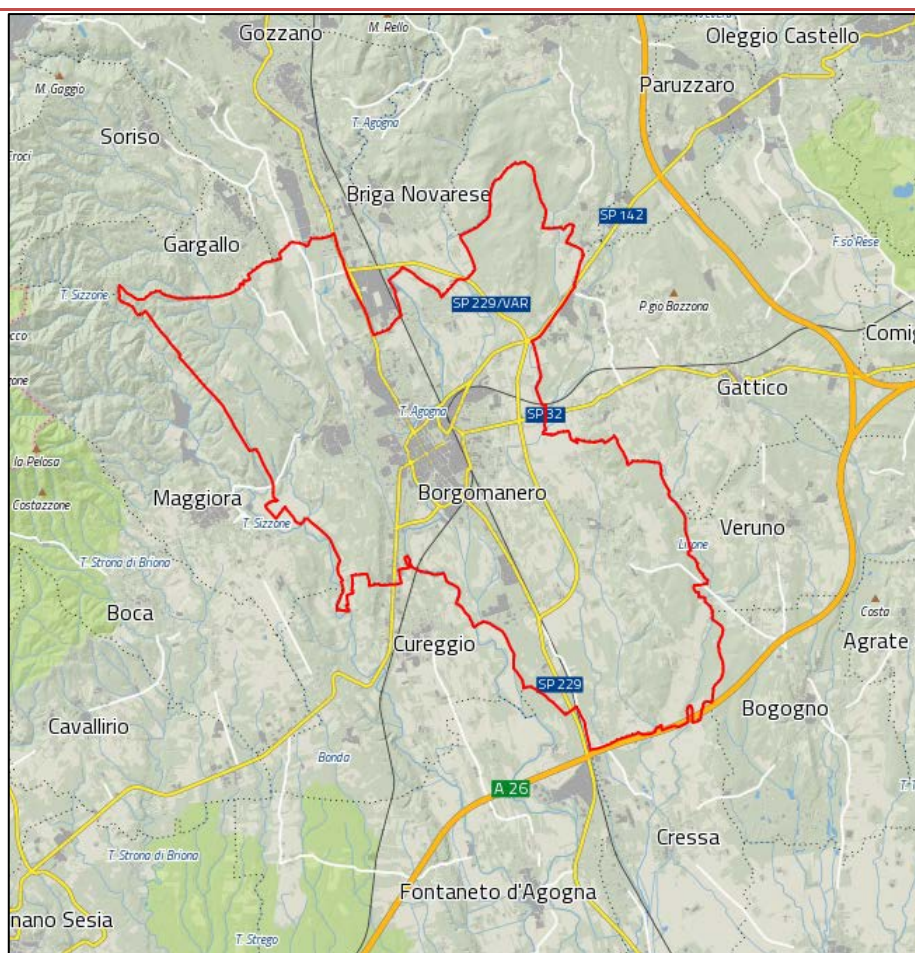 Gozzano
M. Rello
Oleggio Castello
Paruzzaro
M. Gaggio
T. Agogna
Soriso
Briga Novarese
SP 142
Gargallo
F.so Rese
T. Sizzone
SP 229/VAR
P.gio Bazzona
Comig
Gattico
T. Agogna
SP 32
la Pelosa
Costazzone
Maggiora
Borgomanero
T. Sizzone
Veruno
T. Strona di Briona
Boca
Costa
Cureggio
Agrate
SP 229
Bogogno
Cavallirio
Bonda
A 26
Cressa
T. Strona di Briona
Fontaneto d'Agogna
nano Sesia
T. Strego